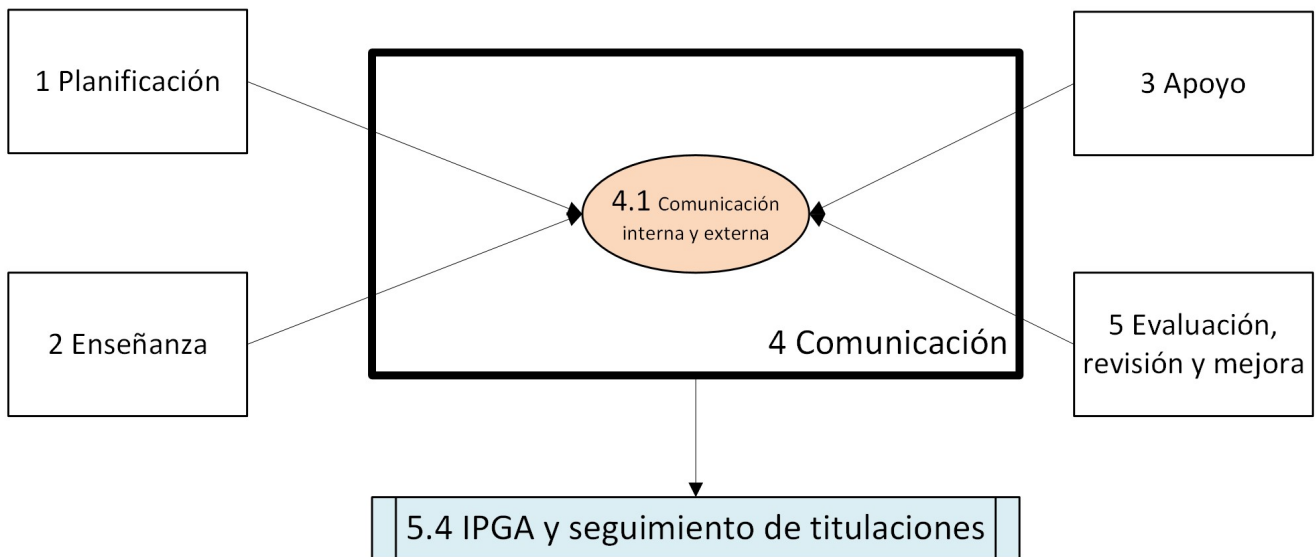 1 Planificación
3 Apoyo
4.1 Comunicación
interna y externa
2 Enseñanza
4 Comunicación
5 Evaluación,
revisión y mejora
5.4 IPGA y seguimiento de titulaciones